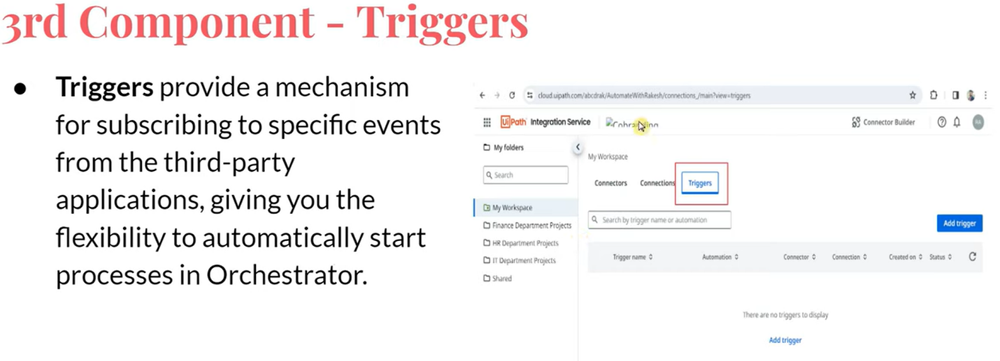 3rd Component - Triggers
● Triggers provide a mechanism
for subscribing to specific events
from the third-party
applications, giving you the
flexibility to automatically start
processes in Orchestrator.
cloud.uipath.com/abcdrak/AutomateWithRakesh/connections_/main?view=triggers
UiPath Integration Service
Connector Builder
My folders
Search
My Workspace
Finance Department Projects
HR Department Projects
IT Department Projects
Shared
My Workspace
Connectors Connections Triggers
Search by trigger name or automation
Add trigger
Trigger name Automation Connector Connection Created on Status
There are no triggers to display
Add trigger